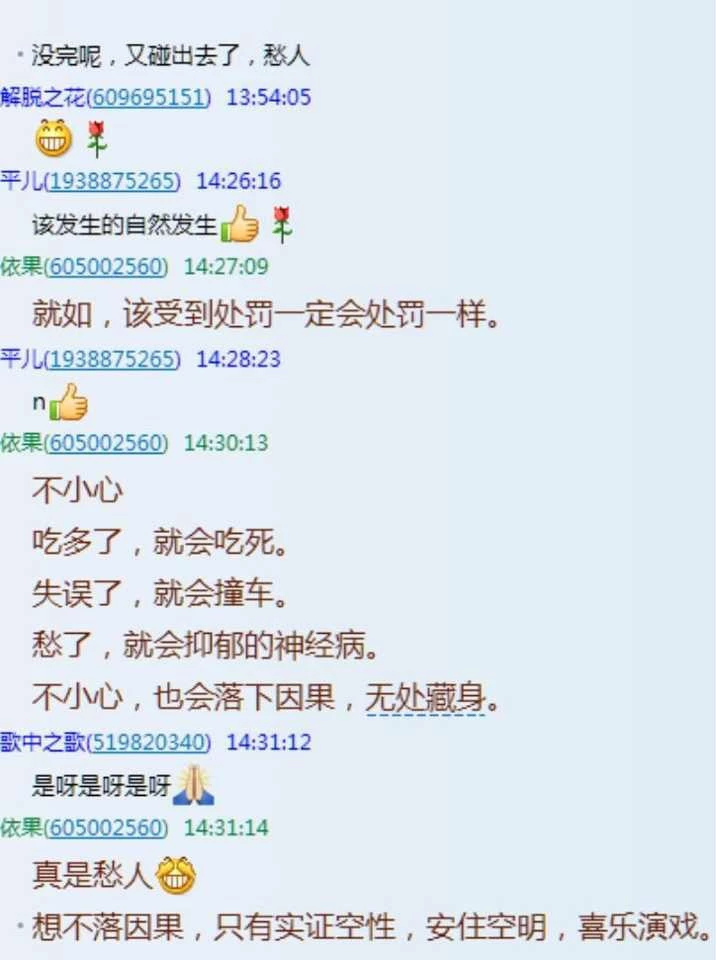 没完呢，又碰出去了，愁人
解脱之花(609695151) 13:54:05
平儿(1938875265) 14:26:16
该发生的自然发生
依果(605002560) 14:27:09
就如，该受到处罚一定会处罚一样。
平儿(1938875265) 14:28:23
n
依果(605002560) 14:30:13
不小心
吃多了，就会吃死。
失误了，就会撞车。
愁了，就会抑郁的神经病。
不小心，也会落下因果，无处藏身。
歌中之歌(519820340) 14:31:12
是呀是呀是呀
依果(605002560) 14:31:14
真是愁人
想不落因果，只有实证空性，安住空明，喜乐演戏。